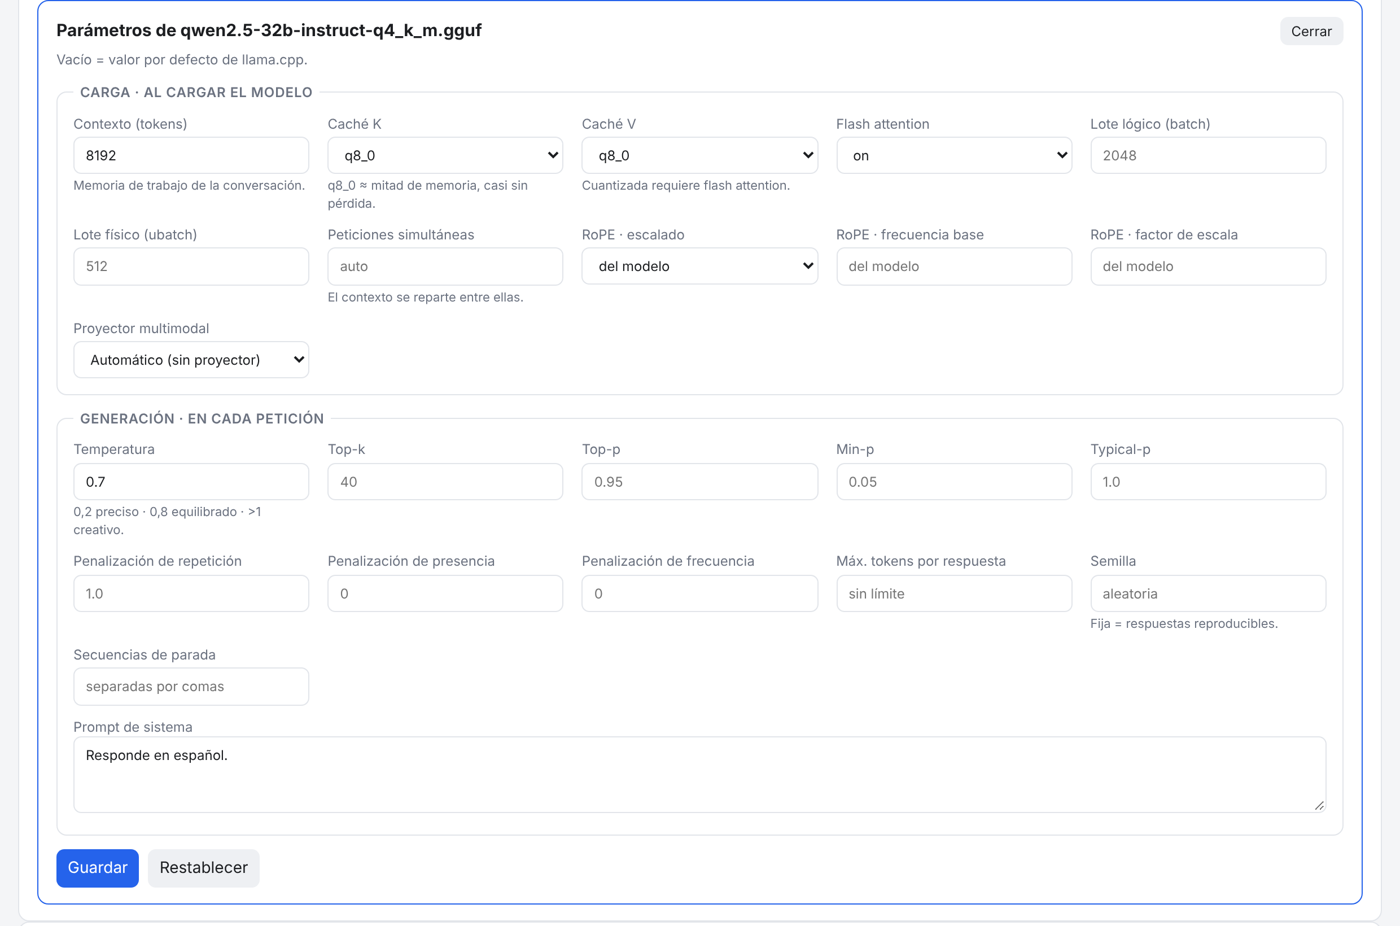 Parámetros de qwen2.5-32b-instruct-q4_k_m.gguf
Cerrar
Vacío = valor por defecto de llama.cpp.
CARGA · AL CARGAR EL MODELO
Contexto (tokens)
8192
Memoria de trabajo de la conversación.
Caché K
q8_0
q8_0 ≈ mitad de memoria, casi sin
pérdida.
Caché V
q8_0
Cuantizada requiere flash attention.
Flash attention
on
Lote lógico (batch)
2048
Lote físico (ubatch)
512
Peticiones simultáneas
auto
El contexto se reparte entre ellas.
RoPE · escalado
del modelo
RoPE · frecuencia base
del modelo
RoPE · factor de escala
del modelo
Proyector multimodal
Automático (sin proyector)
GENERACIÓN · EN CADA PETICIÓN
Temperatura
0.7
0,2 preciso · 0,8 equilibrado · >1
creativo.
Top-k
40
Top-p
0.95
Min-p
0.05
Typical-p
1.0
Penalización de repetición
1.0
Penalización de presencia
0
Penalización de frecuencia
0
Máx. tokens por respuesta
sin límite
Semilla
aleatoria
Fija = respuestas reproducibles.
Secuencias de parada
separadas por comas
Prompt de sistema
Responde en español.
Guardar
Restablecer